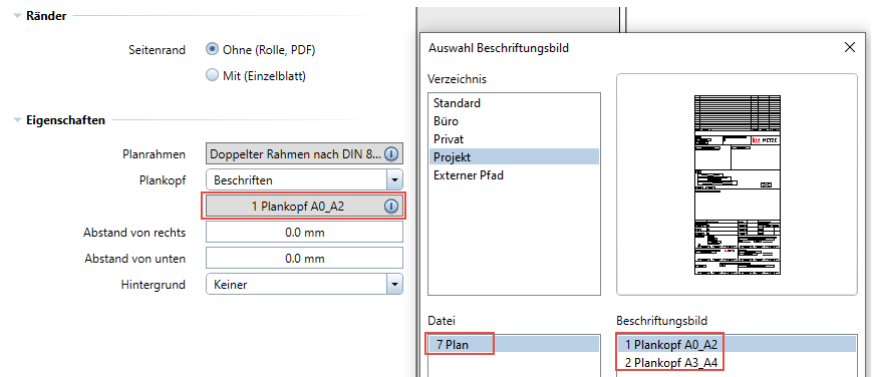 Ränder
Seitenrand
Ohne (Rolle, PDF)
Mit (Einzelblatt)
Eigenschaften
Planrahmen
Doppelter Rahmen nach DIN 8...
Plankopf
Beschriften
1 Plankopf A0_A2
Abstand von rechts
0.0 mm
Abstand von unten
0.0 mm
Hintergrund
Keiner
Auswahl Beschriftungsbild
Verzeichnis
Standard
Büro
Privat
Projekt
Externer Pfad
Datei
7 Plan
Beschriftungsbild
1 Plankopf A0_A2
2 Plankopf A3_A4